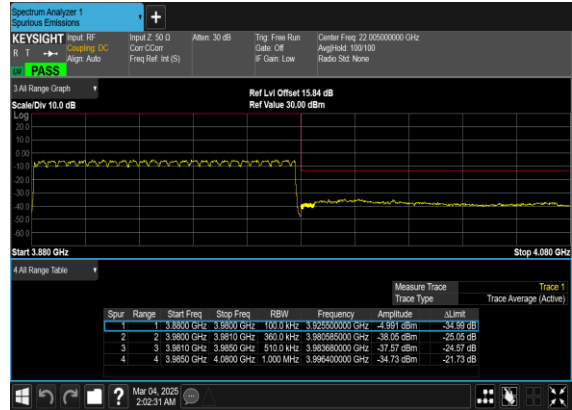 Spectrum Analyzer 1
Spurious Emissions
KEYSIGHT Input: RF Input Z: 50 Ω Atten: 30 dB Trig: Free Run Center Freq: 22.005000000 GHz
R T Coupling: DC Corr CCorr Gate: Off Avg|Hold: 100/100
Align: Auto Freq Ref: Int (S) IF Gain: Low Radio Std: None
PASS
3 All Range Graph
Ref Lvl Offset 15.84 dB
Scale/Div 10.0 dB Ref Value 30.00 dBm
Log
20.0
10.0
0.00
-10.0
-20.0
-30.0
-40.0
-50.0
-60.0
Start 3.880 GHz Stop 4.080 GHz
4 All Range Table
Measure Trace Trace 1
Trace Type Trace Average (Active)
Spur Range Start Freq Stop Freq RBW Frequency Amplitude ΔLimit
1 1 3.8800 GHz 3.9800 GHz 100.0 kHz 3.925500000 GHz -4.991 dBm -34.99 dB
2 2 3.9800 GHz 3.9810 GHz 360.0 kHz 3.980585000 GHz -38.05 dBm -25.05 dB
3 3 3.9810 GHz 3.9850 GHz 510.0 kHz 3.983680000 GHz -37.57 dBm -24.57 dB
4 4 3.9850 GHz 4.0800 GHz 1.000 MHz 3.996400000 GHz -34.73 dBm -21.73 dB
? Mar 04, 2025
2:02:31 AM